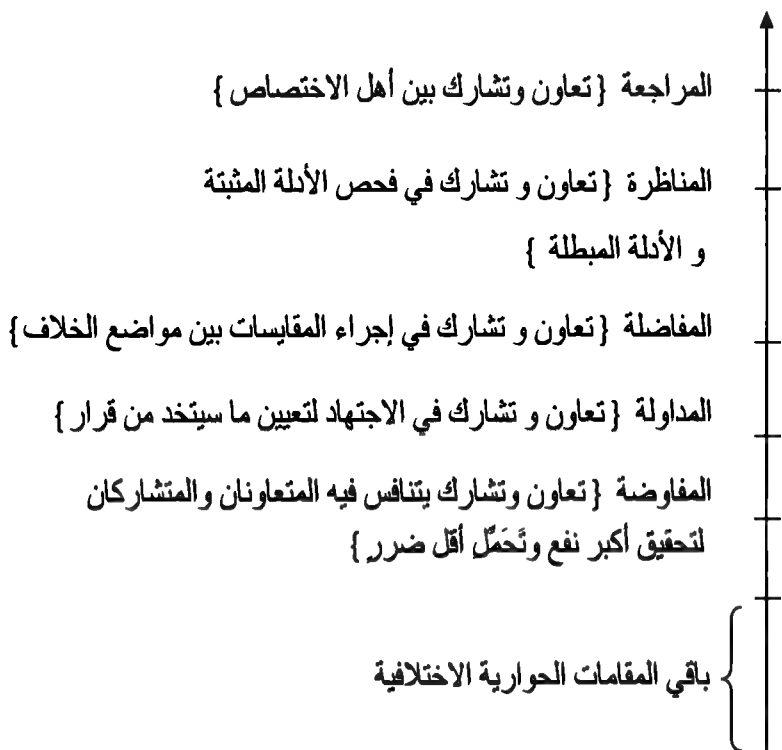 المراجعة { تعاون وتشارك بين أهل الاختصاص }
المناظرة { تعاون و تشارك في فحص الأدلة المثبتة
و الأدلة المبطلة }
المفاضلة { تعاون و تشارك في إجراء المقايسات بين مواضع الخلاف }
المداولة { تعاون و تشارك في الاجتهاد لتعيين ما سيتخد من قرار }
المفاوضة { تعاون وتشارك يتنافس فيه المتعاونان والمتشاركان
لتحقيق أكبر نفع وتَحَمُّلِ أقل ضررٍ }
باقي المقامات الحوارية الاختلافية